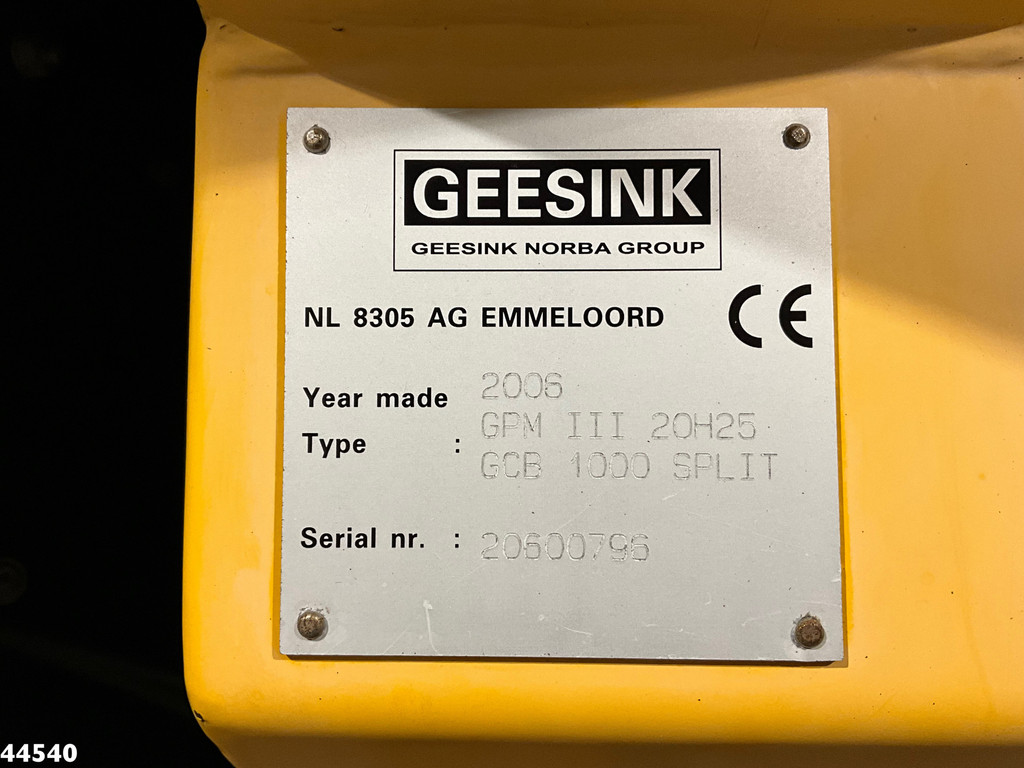 GEESINK
GEESINK NORBA GROUP
NL 8305 AG EMMELOORD CE
Year made 2006
Type : GPM III 20H25
GCB 1000 SPLIT
Serial nr. : 20600796
44540